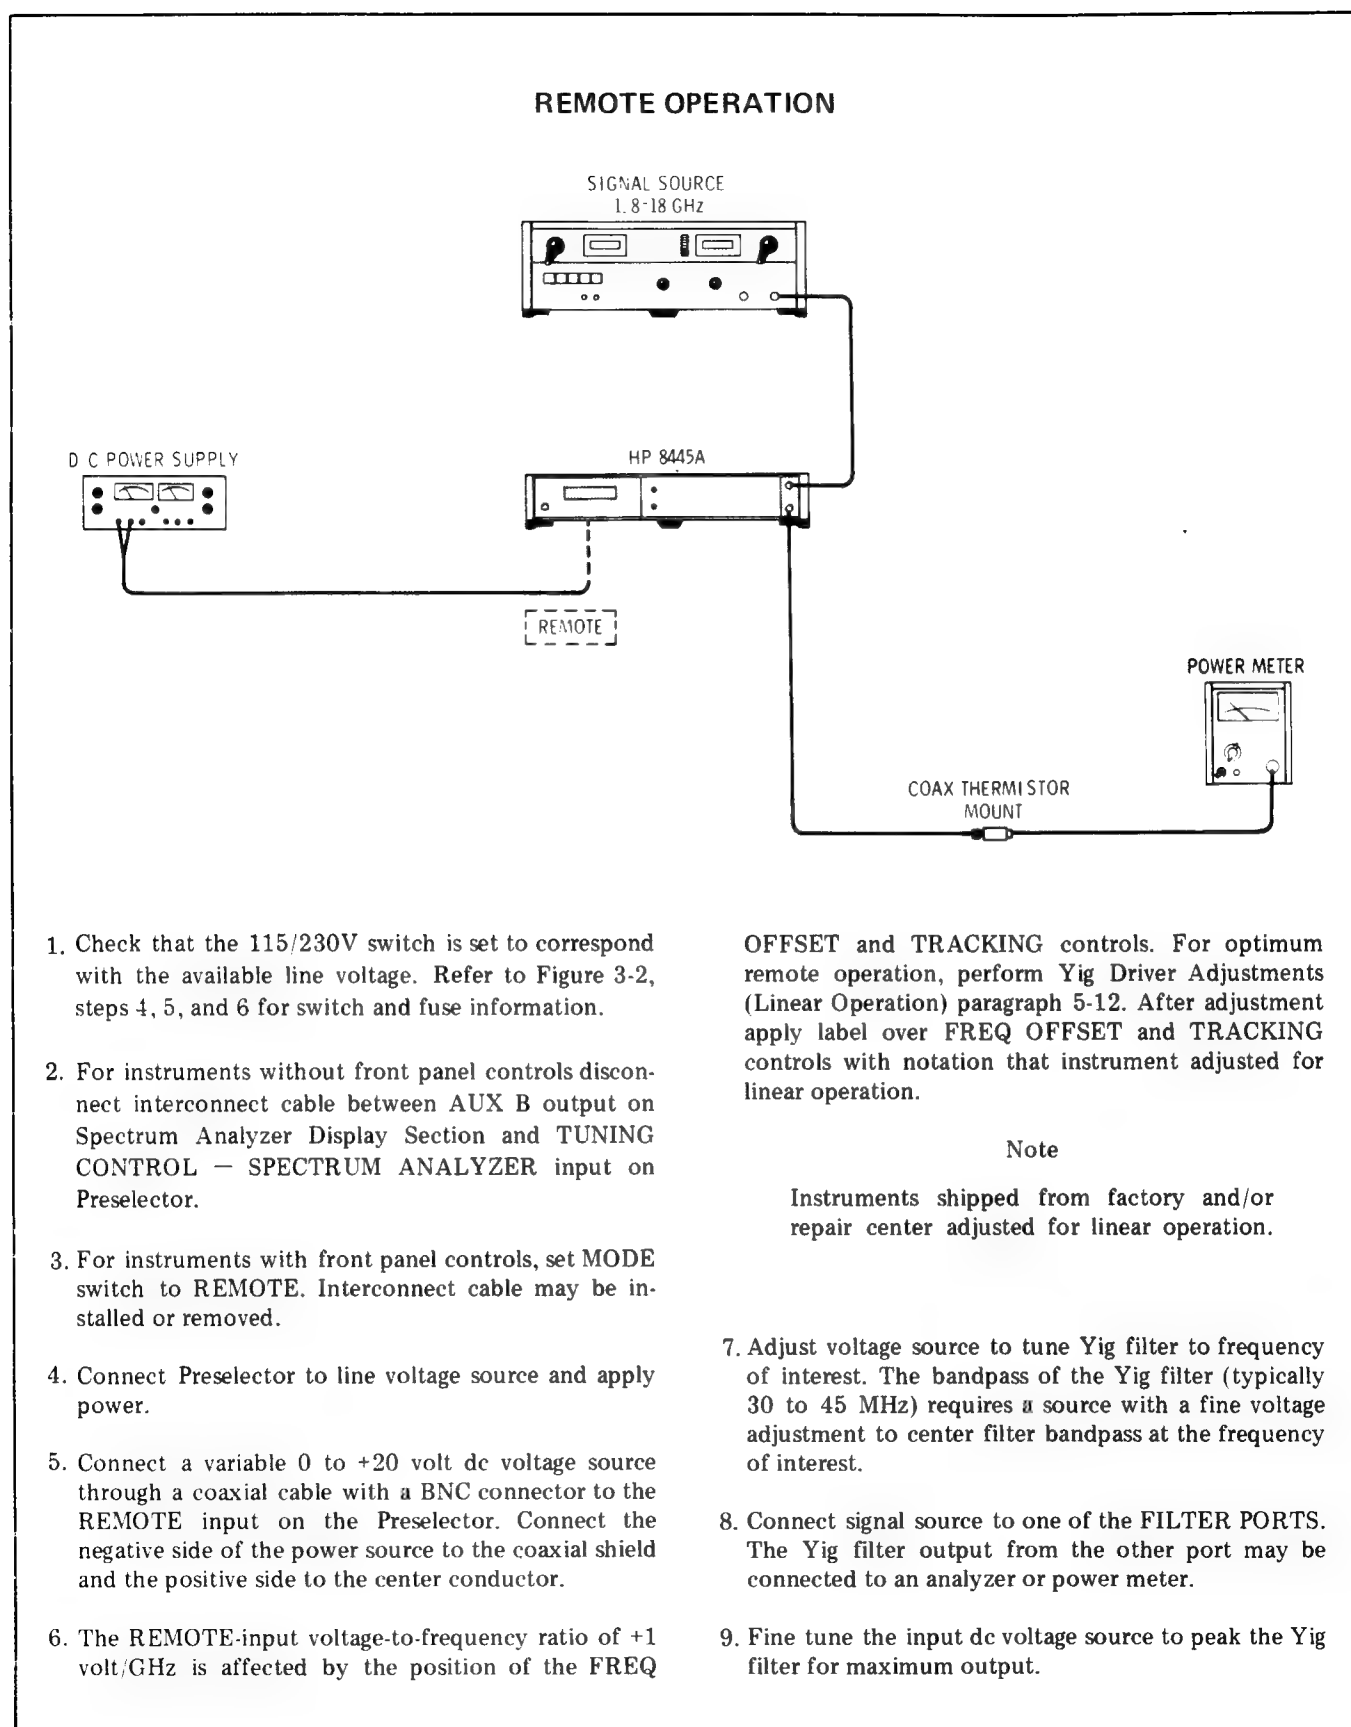 REMOTE OPERATION
SIGNAL SOURCE
1.8-18 GHz
D C POWER SUPPLY
HP 8445A
REMOTE
POWER METER
COAX THERMISTOR
MOUNT
1. Check that the 115/230V switch is set to correspond
with the available line voltage. Refer to Figure 3-2,
steps 4, 5, and 6 for switch and fuse information.
2. For instruments without front panel controls discon-
nect interconnect cable between AUX B output on
Spectrum Analyzer Display Section and TUNING
CONTROL — SPECTRUM ANALYZER input on
Preselector.
3. For instruments with front panel controls, set MODE
switch to REMOTE. Interconnect cable may be in-
stalled or removed.
4. Connect Preselector to line voltage source and apply
power.
5. Connect a variable 0 to +20 volt dc voltage source
through a coaxial cable with a BNC connector to the
REMOTE input on the Preselector. Connect the
negative side of the power source to the coaxial shield
and the positive side to the center conductor.
6. The REMOTE-input voltage-to-frequency ratio of +1
volt/GHz is affected by the position of the FREQ
OFFSET and TRACKING controls. For optimum
remote operation, perform Yig Driver Adjustments
(Linear Operation) paragraph 5-12. After adjustment
apply label over FREQ OFFSET and TRACKING
controls with notation that instrument adjusted for
linear operation.
Note
Instruments shipped from factory and/or
repair center adjusted for linear operation.
7. Adjust voltage source to tune Yig filter to frequency
of interest. The bandpass of the Yig filter (typically
30 to 45 MHz) requires a source with a fine voltage
adjustment to center filter bandpass at the frequency
of interest.
8. Connect signal source to one of the FILTER PORTS.
The Yig filter output from the other port may be
connected to an analyzer or power meter.
9. Fine tune the input dc voltage source to peak the Yig
filter for maximum output.